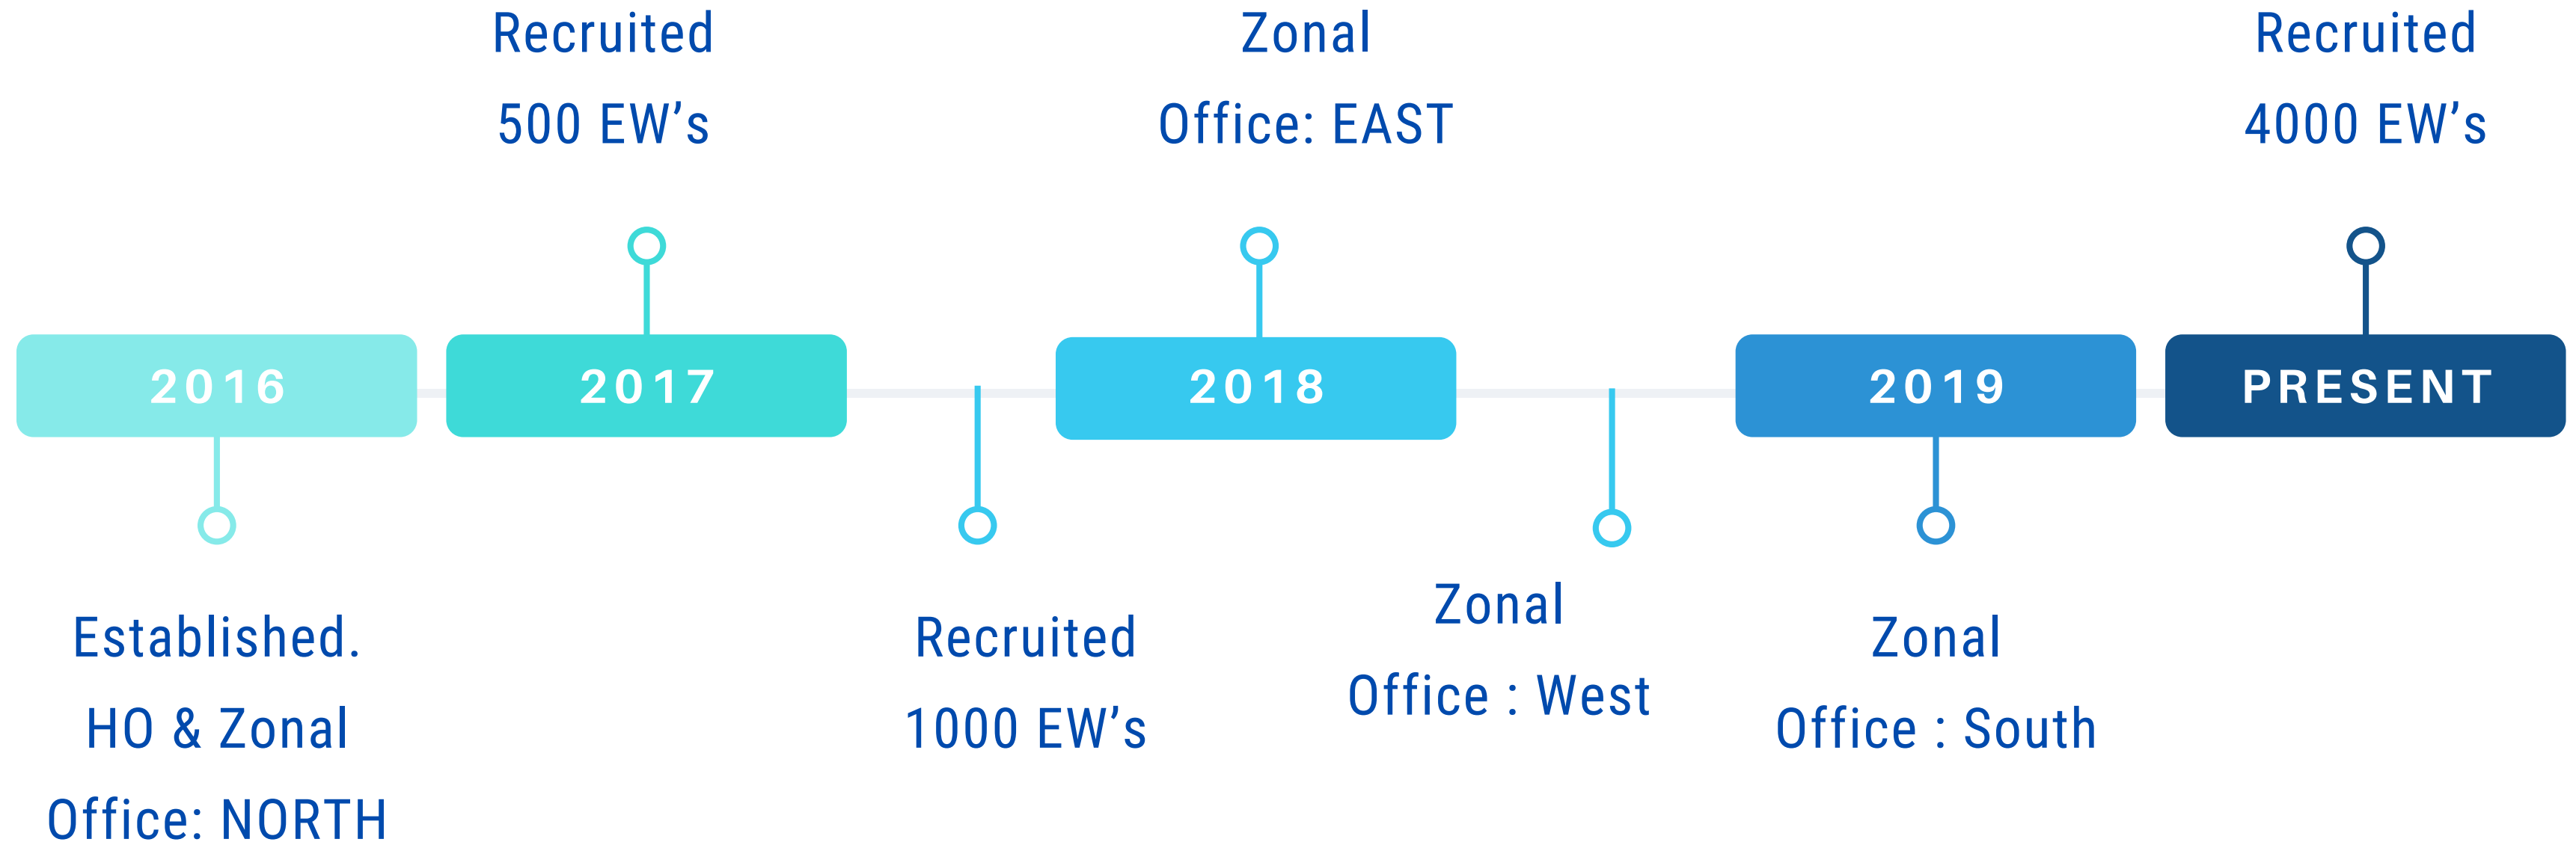 Recruited
500 EW’s
Zonal
Office: EAST
Recruited
4000 EW’s
2016
2017
2018
2019
PRESENT
Established.
HO & Zonal
Office: NORTH
Recruited
1000 EW’s
Zonal
Office : West
Zonal
Office : South